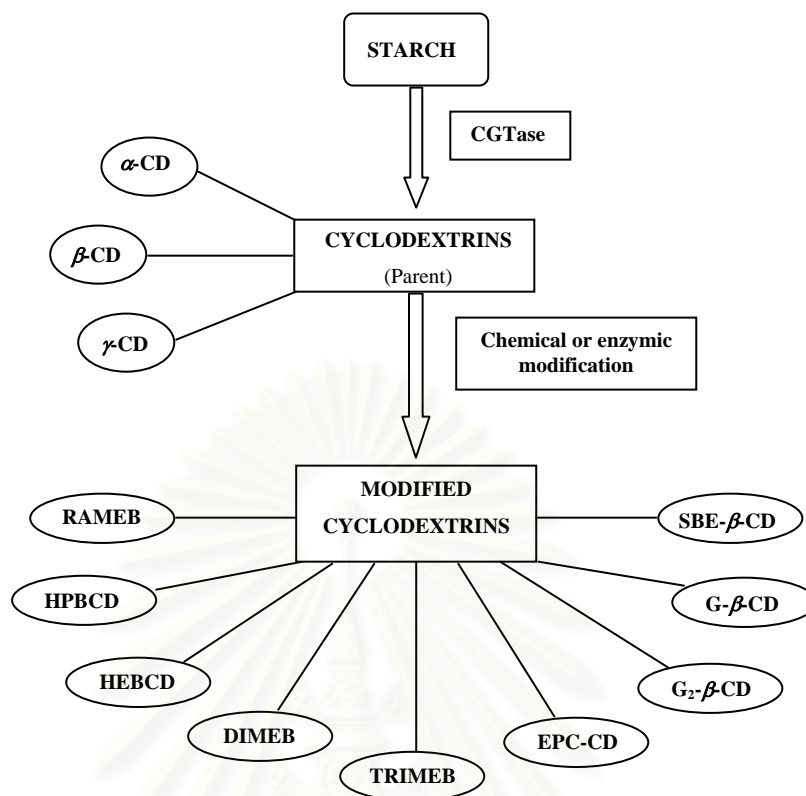 STARCH
CGTase
α-CD
CYCLODEXTRINS
(Parent)
β-CD
γ-CD
Chemical or enzymic
modification
MODIFIED
CYCLODEXTRINS
RAMEB
SBE-β-CD
HPBCD
G-β-CD
HEBCD
G₂-β-CD
DIMEB
EPC-CD
TRIMEB